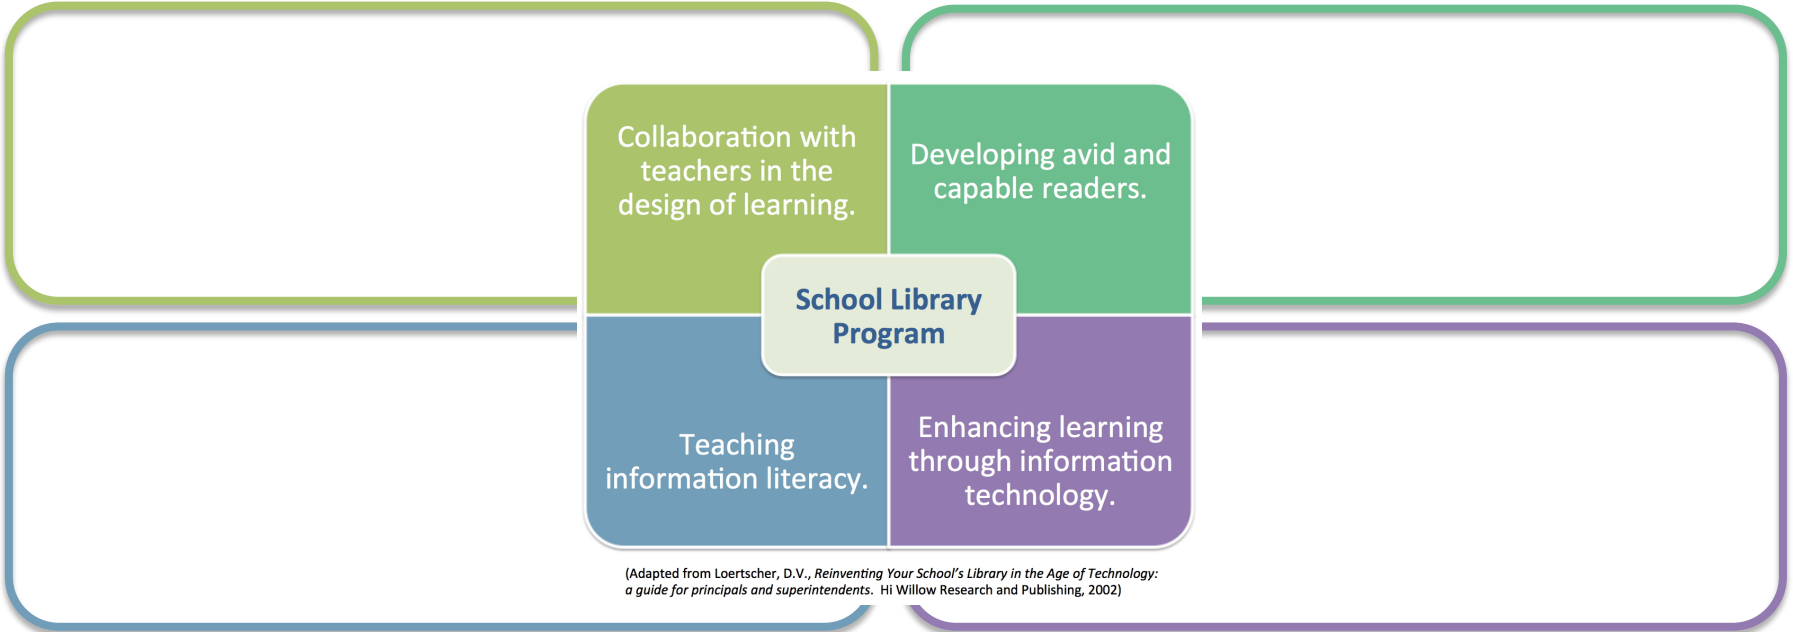 Collaboration with
teachers in the
design of learning.
Developing avid and
capable readers.
School Library
Program
Teaching
information literacy.
Enhancing learning
through information
technology.
(Adapted from Loertscher, D.V., Reinventing Your School's Library in the Age of Technology:
a guide for principals and superintendents.  Hi Willow Research and Publishing, 2002)